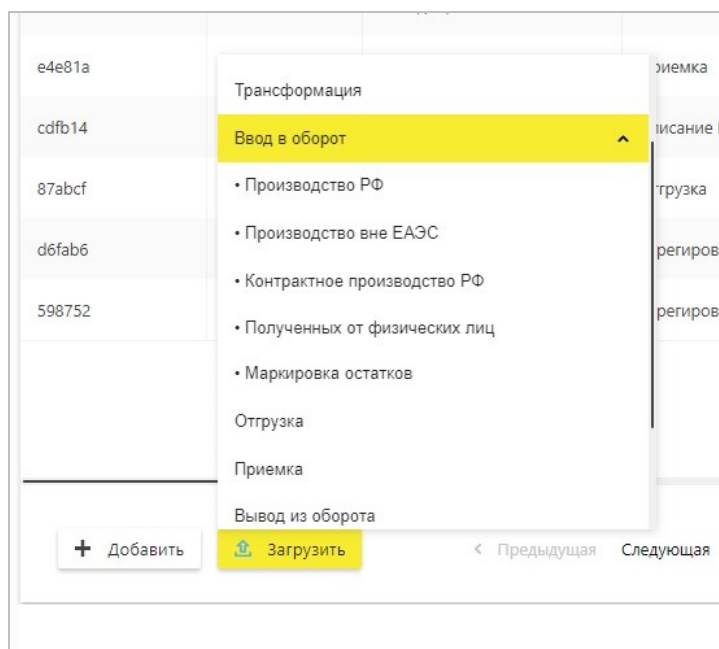 e4e81a
Трансформация
cdfb14
Ввод в оборот
87abcf
• Производство РФ
d6fab6
• Производство вне ЕАЭС
598752
• Контрактное производство РФ
• Полученных от физических лиц
• Маркировка остатков
Отгрузка
Приемка
Вывод из оборота
+ Добавить
Загрузить
< Предыдущая
Следующая